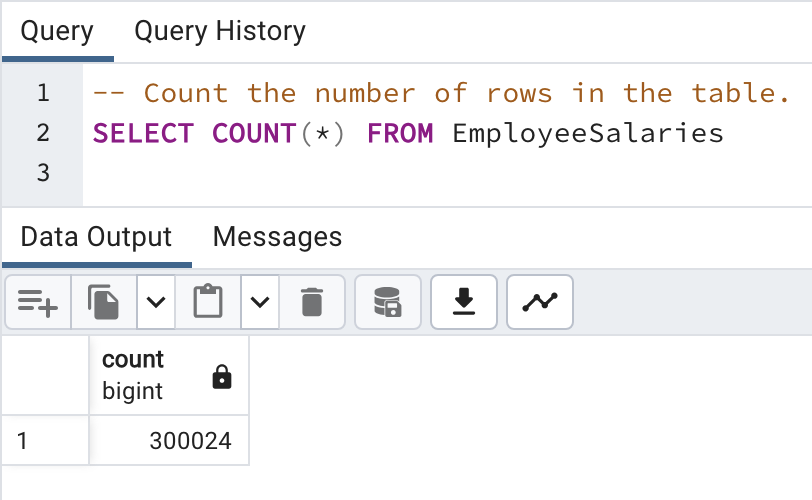 Query Query History
1 -- Count the number of rows in the table.
2 SELECT COUNT(*) FROM EmployeeSalaries
3
Data Output Messages
count
bigint
1 300024